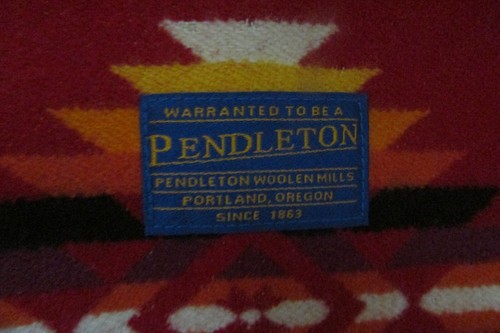 WARRANTED TO BE A
PENDLETON
PENDLETON WOOLEN MILLS
PORTLAND, OREGON
SINCE 1863